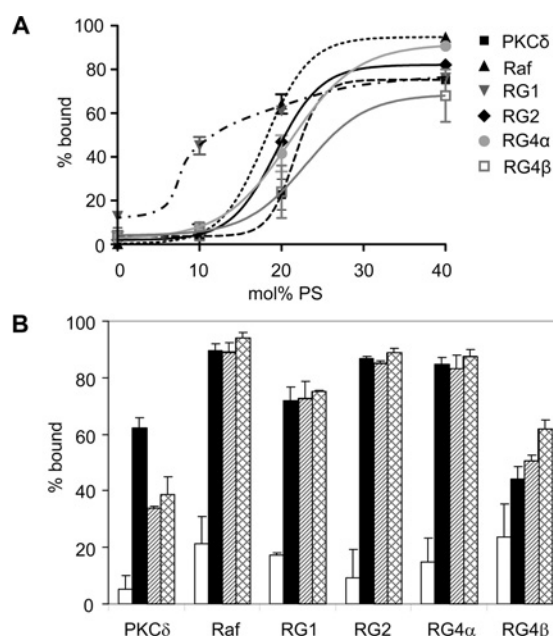 A
% bound
100
80
60
40
20
0
0 10 20 30 40
mol% PS
PKCδ
Raf
RG1
RG2
RG4α
RG4β
B
% bound
100
80
60
40
20
0
PKCδ Raf RG1 RG2 RG4α RG4β